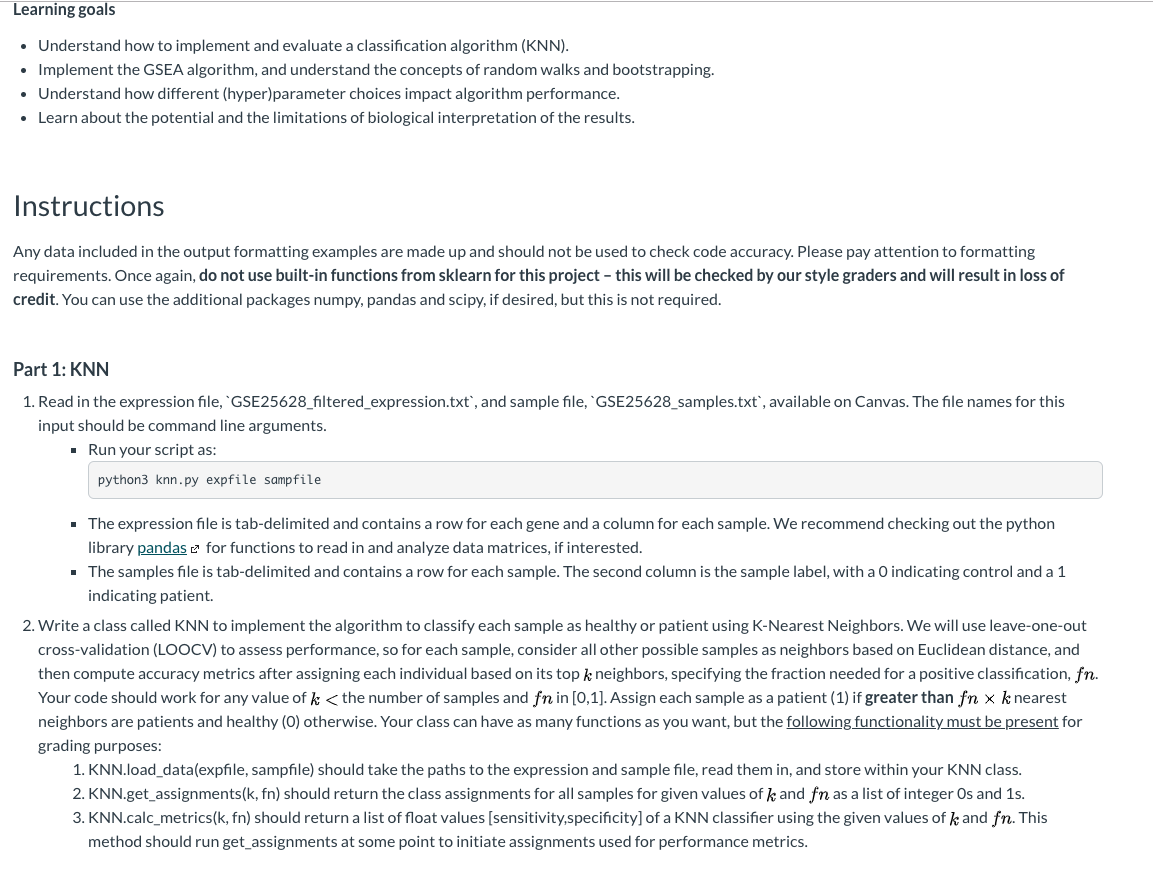 Learning goals
• Understand how to implement and evaluate a classification algorithm (KNN).
• Implement the GSEA algorithm, and understand the concepts of random walks and bootstrapping.
• Understand how different (hyper)parameter choices impact algorithm performance.
• Learn about the potential and the limitations of biological interpretation of the results.
Instructions
Any data included in the output formatting examples are made up and should not be used to check code accuracy. Please pay attention to formatting
requirements. Once again, do not use built-in functions from sklearn for this project – this will be checked by our style graders and will result in loss of
credit. You can use the additional packages numpy, pandas and scipy, if desired, but this is not required.
Part 1: KNN
1. Read in the expression file, `GSE25628_filtered_expression.txt`, and sample file, `GSE25628_samples.txt`, available on Canvas. The file names for this
input should be command line arguments.
▪ Run your script as:
python3 knn.py expfile sampfile
▪ The expression file is tab-delimited and contains a row for each gene and a column for each sample. We recommend checking out the python
library pandas for functions to read in and analyze data matrices, if interested.
▪ The samples file is tab-delimited and contains a row for each sample. The second column is the sample label, with a 0 indicating control and a 1
indicating patient.
2. Write a class called KNN to implement the algorithm to classify each sample as healthy or patient using K-Nearest Neighbors. We will use leave-one-out
cross-validation (LOOCV) to assess performance, so for each sample, consider all other possible samples as neighbors based on Euclidean distance, and
then compute accuracy metrics after assigning each individual based on its top k neighbors, specifying the fraction needed for a positive classification, fn.
Your code should work for any value of k < the number of samples and fn in [0,1]. Assign each sample as a patient (1) if greater than fn × k nearest
neighbors are patients and healthy (0) otherwise. Your class can have as many functions as you want, but the following functionality must be present for
grading purposes:
1. KNN.load_data(expfile, sampfile) should take the paths to the expression and sample file, read them in, and store within your KNN class.
2. KNN.get_assignments(k, fn) should return the class assignments for all samples for given values of k and fn as a list of integer 0s and 1s.
3. KNN.calc_metrics(k, fn) should return a list of float values [sensitivity,specificity] of a KNN classifier using the given values of k and fn. This
method should run get_assignments at some point to initiate assignments used for performance metrics.